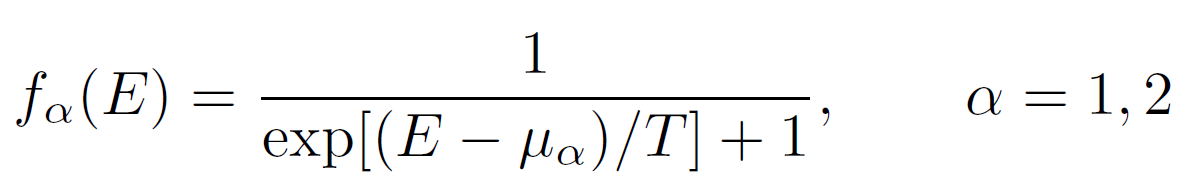 f_α(E) = 1 / (exp[(E − μ_α)/T] + 1),    α = 1, 2